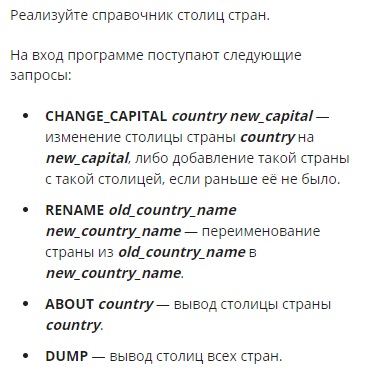 Реализуйте справочник столиц стран.
На вход программе поступают следующие
запросы:
• CHANGE_CAPITAL country new_capital —
изменение столицы страны country на
new_capital, либо добавление такой страны
с такой столицей, если раньше её не было.
• RENAME old_country_name
new_country_name — переименование
страны из old_country_name в
new_country_name.
• ABOUT country — вывод столицы страны
country.
• DUMP — вывод столиц всех стран.